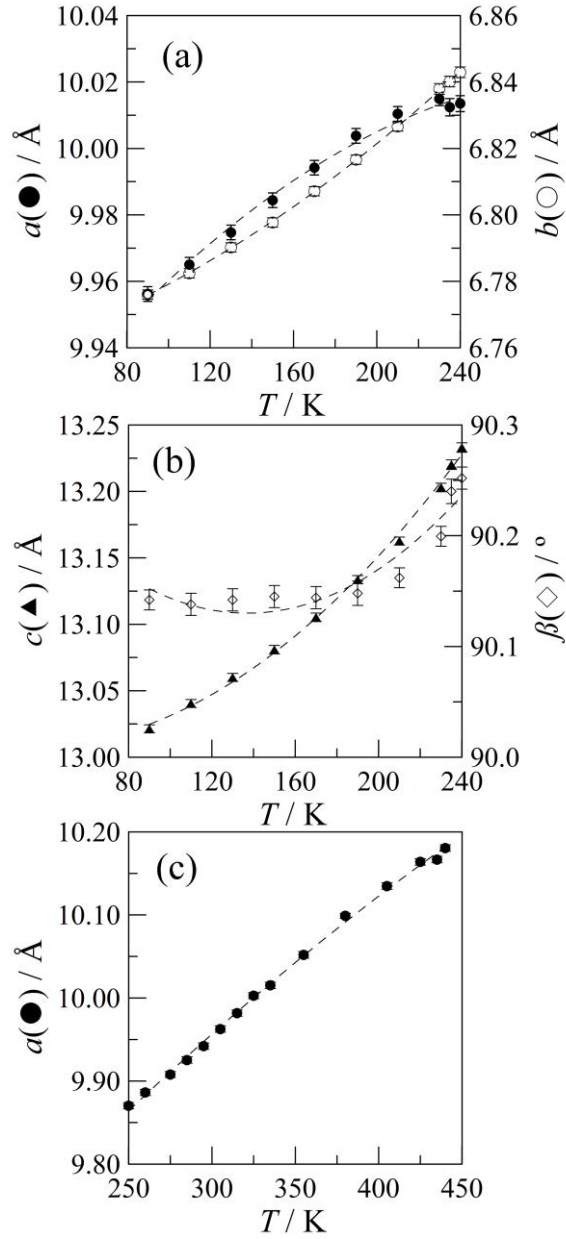 (a)
10.04
10.02
10.00
9.98
9.96
9.94
a(●) / Å
6.86
6.84
6.82
6.80
6.78
6.76
b(○) / Å
80 120 160 200 240
T / K
(b)
13.25
13.20
13.15
13.10
13.05
13.00
c(▲) / Å
90.3
90.2
90.1
90.0
β(◇) / °
80 120 160 200 240
T / K
(c)
10.20
10.10
10.00
9.90
9.80
a(●) / Å
250 300 350 400 450
T / K